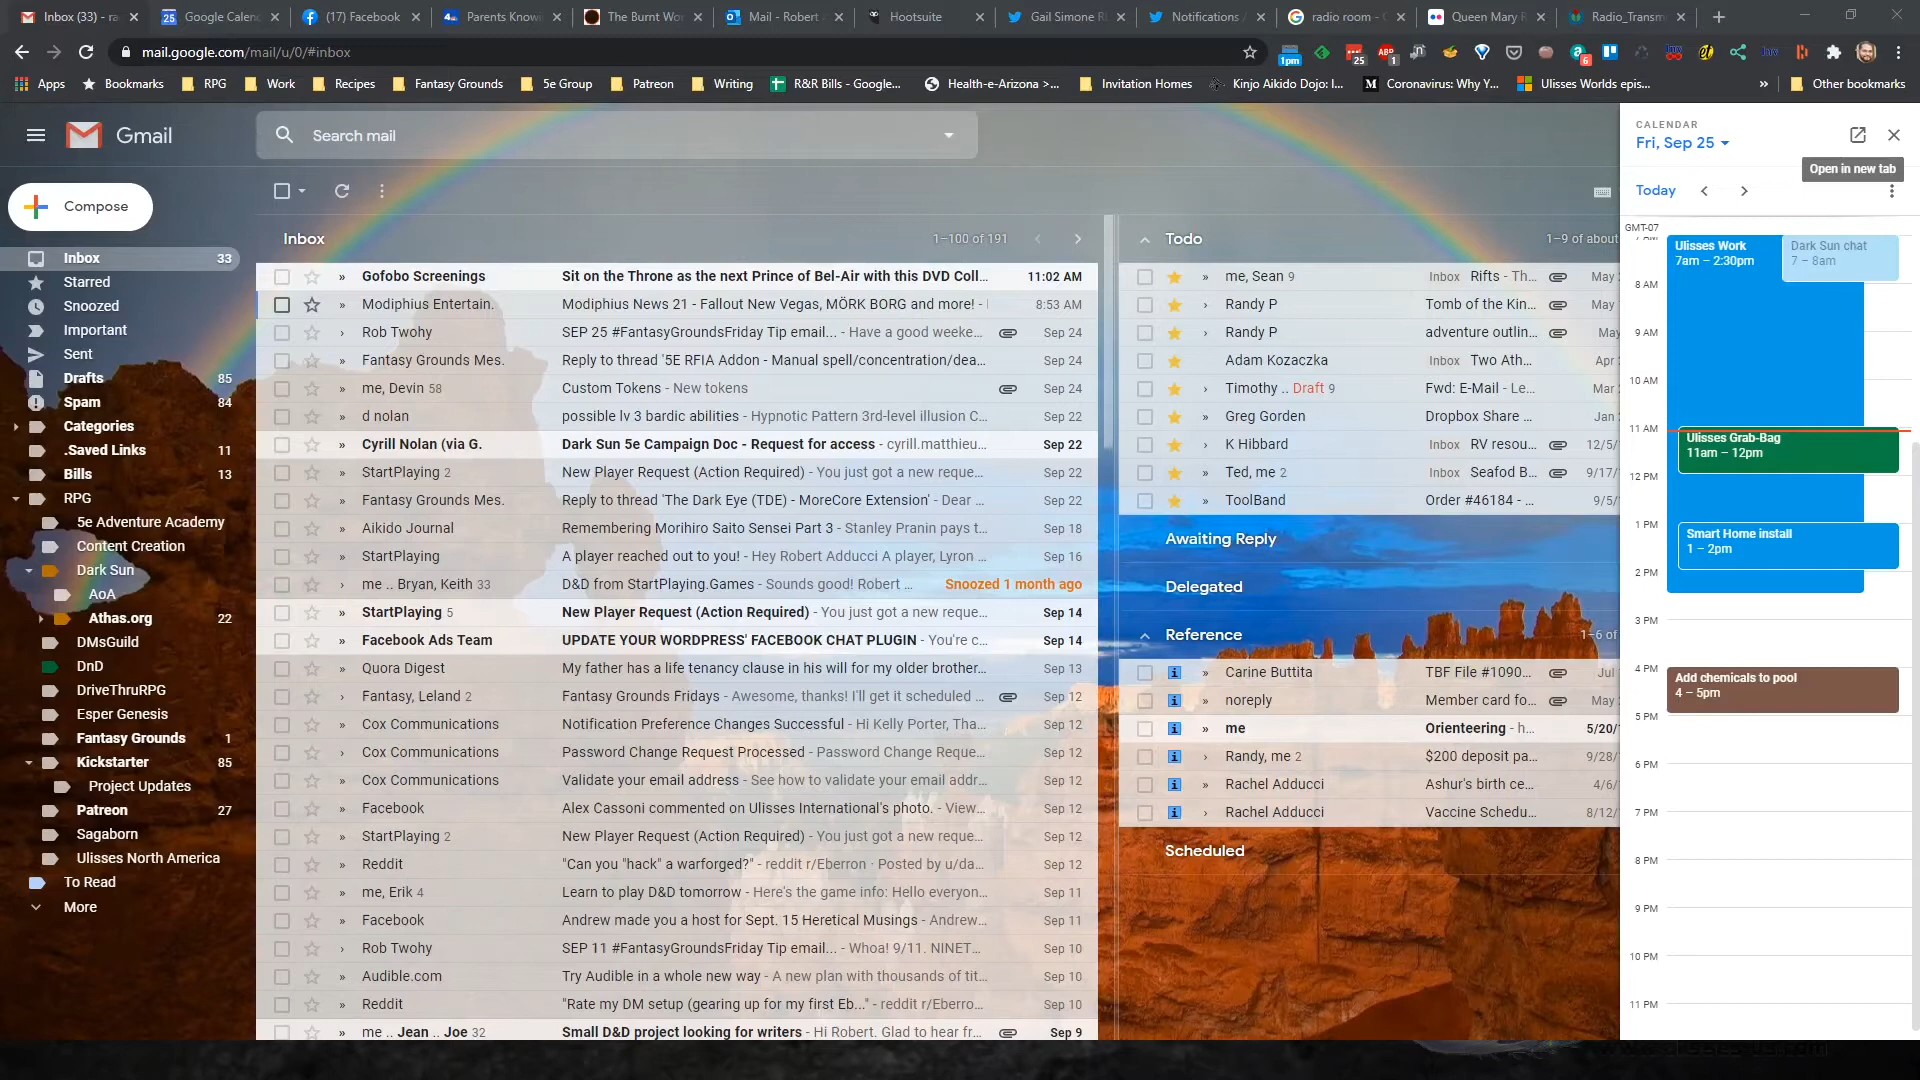 Inbox (33) - ra
Google Calend
(17) Facebook
Parents Know
The Burnt Wo
Mail - Robert
Hootsuite
Gail Simone R
Notifications /
radio room - G
Queen Mary R
Radio_Transm
mail.google.com/mail/u/0/#inbox
1pm
25
ABP
1
6
Apps
Bookmarks
RPG
Work
Recipes
Fantasy Grounds
5e Group
Patreon
Writing
R&R Bills - Google...
Health-e-Arizona >...
Invitation Homes
Kinjo Aikido Dojo: I...
Coronavirus: Why Y...
Ulisses Worlds epis...
»
Other bookmarks
Gmail
Search mail
CALENDAR
Fri, Sep 25
Open in new tab
Today
Compose
Inbox 33
Starred
Snoozed
Important
Sent
Drafts 85
Spam 84
Categories
.Saved Links 11
Bills 13
RPG
5e Adventure Academy
Content Creation
Dark Sun
AoA
Athas.org 22
DMsGuild
DnD
DriveThruRPG
Esper Genesis
Fantasy Grounds 1
Kickstarter 85
Project Updates
Patreon 27
Sagaborn
Ulisses North America
To Read
More
Inbox
1–100 of 191
Gofobo Screenings Sit on the Throne as the next Prince of Bel-Air with this DVD Coll... 11:02 AM
Modiphius Entertain. Modiphius News 21 - Fallout New Vegas, MÖRK BORG and more! - 8:53 AM
Rob Twohy SEP 25 #FantasyGroundsFriday Tip email... - Have a good weeke... Sep 24
Fantasy Grounds Mes. Reply to thread '5E RFIA Addon - Manual spell/concentration/dea... Sep 24
me, Devin 58 Custom Tokens - New tokens Sep 24
d nolan possible lv 3 bardic abilities - Hypnotic Pattern 3rd-level illusion C... Sep 22
Cyrill Nolan (via G. Dark Sun 5e Campaign Doc - Request for access - cyrill.matthieu... Sep 22
StartPlaying 2 New Player Request (Action Required) - You just got a new reque... Sep 22
Fantasy Grounds Mes. Reply to thread 'The Dark Eye (TDE) - MoreCore Extension' - Dear ... Sep 22
Aikido Journal Remembering Morihiro Saito Sensei Part 3 - Stanley Pranin pays t... Sep 18
StartPlaying A player reached out to you! - Hey Robert Adducci A player, Lyron ... Sep 16
me .. Bryan, Keith 33 D&D from StartPlaying.Games - Sounds good! Robert ... Snoozed 1 month ago
StartPlaying 5 New Player Request (Action Required) - You just got a new reque... Sep 14
Facebook Ads Team UPDATE YOUR WORDPRESS' FACEBOOK CHAT PLUGIN - You're c... Sep 14
Quora Digest My father has a life tenancy clause in his will for my older brother... Sep 13
Fantasy, Leland 2 Fantasy Grounds Fridays - Awesome, thanks! I'll get it scheduled ... Sep 12
Cox Communications Notification Preference Changes Successful - Hi Kelly Porter, Tha... Sep 12
Cox Communications Password Change Request Processed - Password Change Reque... Sep 12
Cox Communications Validate your email address - See how to validate your email addr... Sep 12
Facebook Alex Cassoni commented on Ulisses International's photo. - View... Sep 12
StartPlaying 2 New Player Request (Action Required) - You just got a new reque... Sep 12
Reddit "Can you "hack" a warforged?" - reddit r/Eberron · Posted by u/da... Sep 12
me, Erik 4 Learn to play D&D tomorrow - Here's the game info: Hello everyon... Sep 11
Facebook Andrew made you a host for Sept. 15 Heretical Musings - Andrew... Sep 11
Rob Twohy SEP 11 #FantasyGroundsFriday Tip email... - Whoa! 9/11. NINET... Sep 10
Audible.com Try Audible in a whole new way - A new plan with thousands of tit... Sep 10
Reddit "Rate my DM setup (gearing up for my first Eb..." - reddit r/Eberro... Sep 10
me .. Jean .. Joe 32 Small D&D project looking for writers - Hi Robert. Glad to hear fr... Sep 9
Todo
1–9 of about
me, Sean 9 Inbox Rifts - Th... May
Randy P Tomb of the Kin... May
Randy P adventure outlin... May
Adam Kozaczka Inbox Two Ath... Apr
Timothy .. Draft 9 Fwd: E-Mail - Le... Mar
Greg Gorden Dropbox Share ... Jan
K Hibbard Inbox RV resou... 12/5/
Ted, me 2 Inbox Seafod B... 9/17/
ToolBand Order #46184 - ... 9/5/
Awaiting Reply
Delegated
Reference
1–6 of
Carine Buttita TBF File #1090... Jul
noreply Member card fo... May
me Orienteering - h... 5/20/
Randy, me 2 $200 deposit pa... 9/28/
Rachel Adducci Ashur's birth ce... 4/6/
Rachel Adducci Vaccine Schedu... 8/12/
Scheduled
GMT-07
7 AM
Ulisses Work
7am – 2:30pm
Dark Sun chat
7 – 8am
8 AM
9 AM
10 AM
11 AM
Ulisses Grab-Bag
11am – 12pm
12 PM
1 PM
Smart Home install
1 – 2pm
2 PM
3 PM
4 PM
Add chemicals to pool
4 – 5pm
5 PM
6 PM
7 PM
8 PM
9 PM
10 PM
11 PM